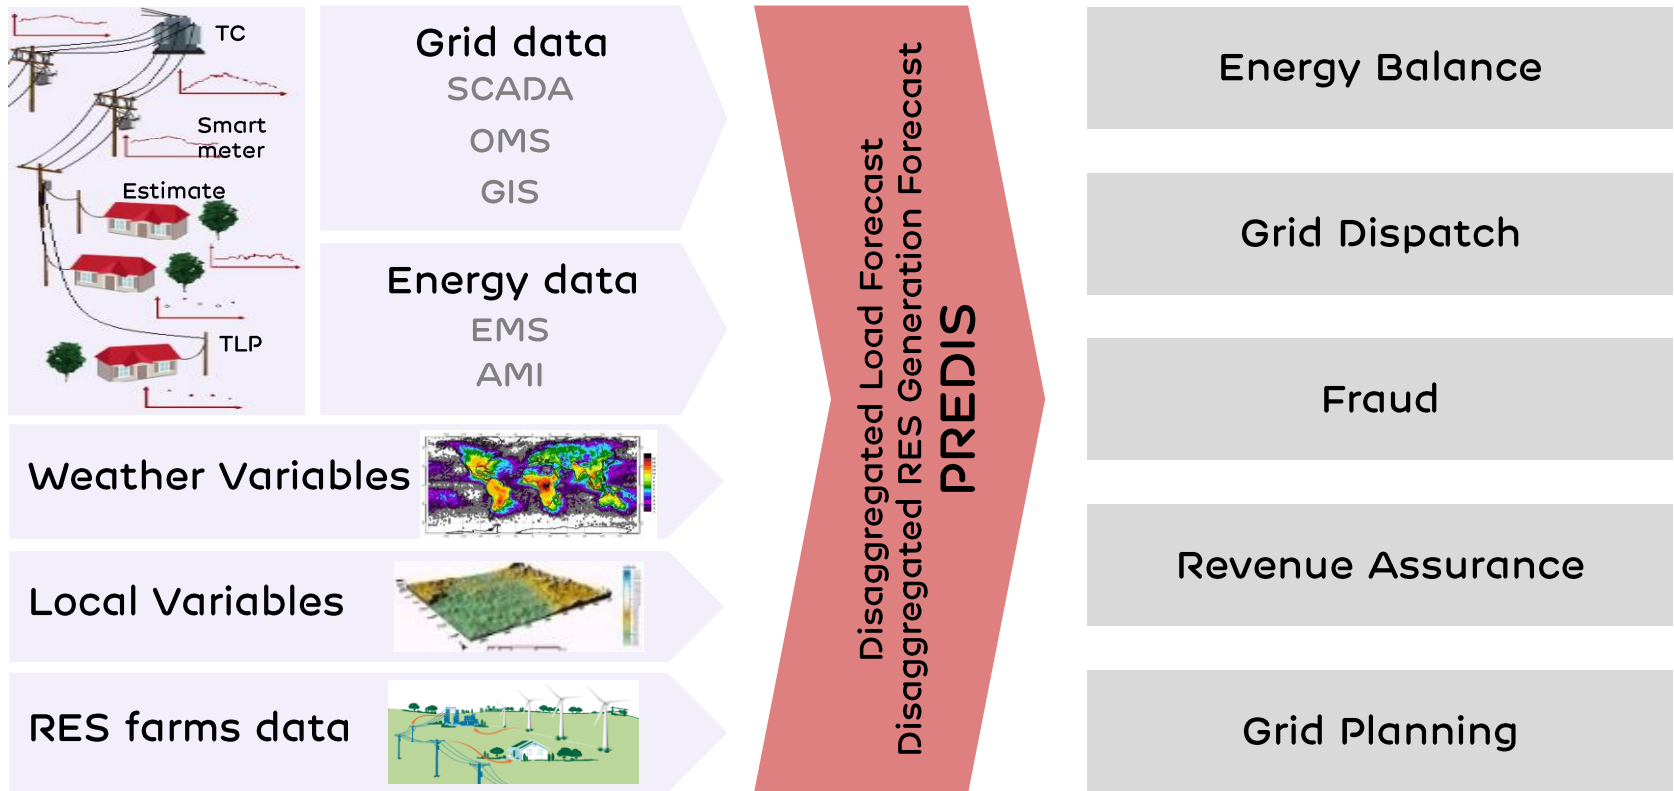 TC
Smart
meter
Estimate
TLP
Grid data
SCADA
OMS
GIS
Energy data
EMS
AMI
Weather Variables
Local Variables
RES farms data
Disaggregated Load Forecast
Disaggregated RES Generation Forecast
PREDIS
Energy Balance
Grid Dispatch
Fraud
Revenue Assurance
Grid Planning